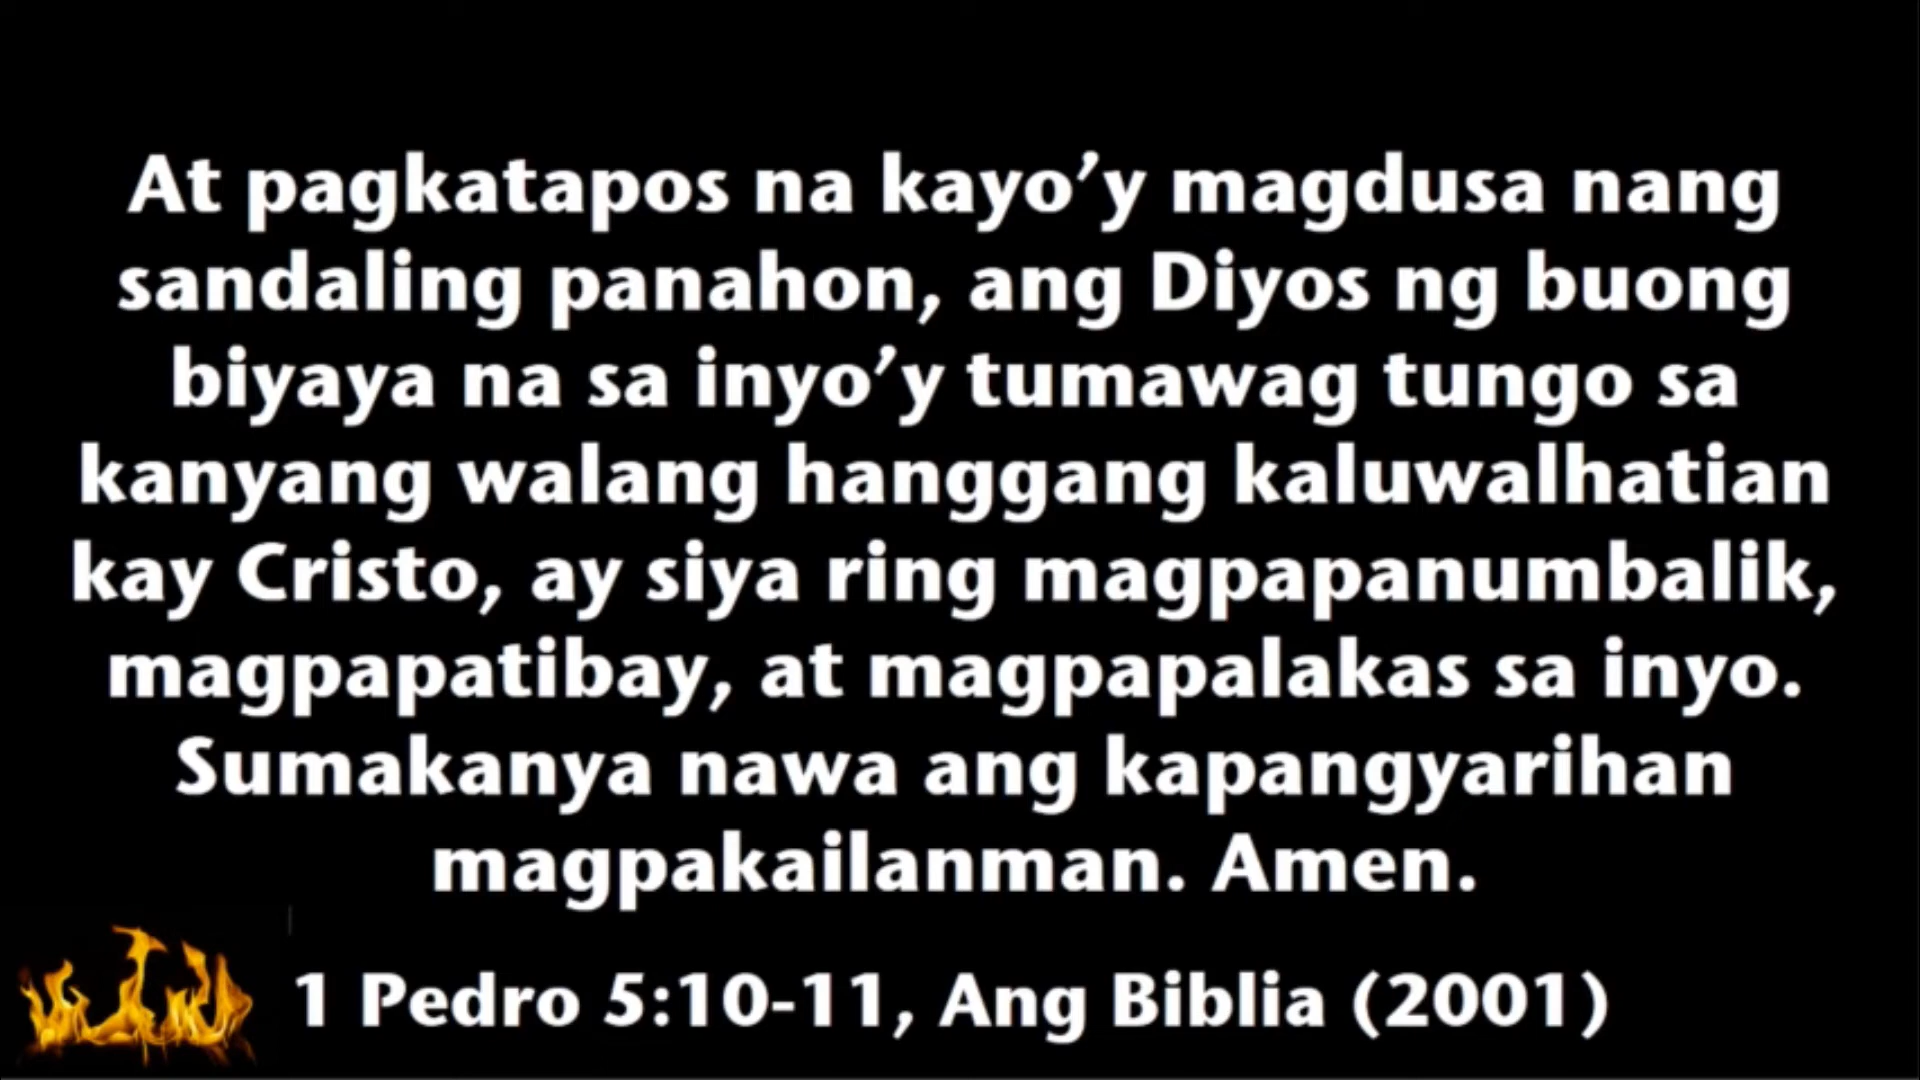 At pagkatapos na kayo’y magdusa nang
sandaling panahon, ang Diyos ng buong
biyaya na sa inyo’y tumawag tungo sa
kanyang walang hanggang kaluwalhatian
kay Cristo, ay siya ring magpapanumbalik,
magpapatibay, at magpapalakas sa inyo.
Sumakanya nawa ang kapangyarihan
magpakailanman. Amen.
1 Pedro 5:10-11, Ang Biblia (2001)